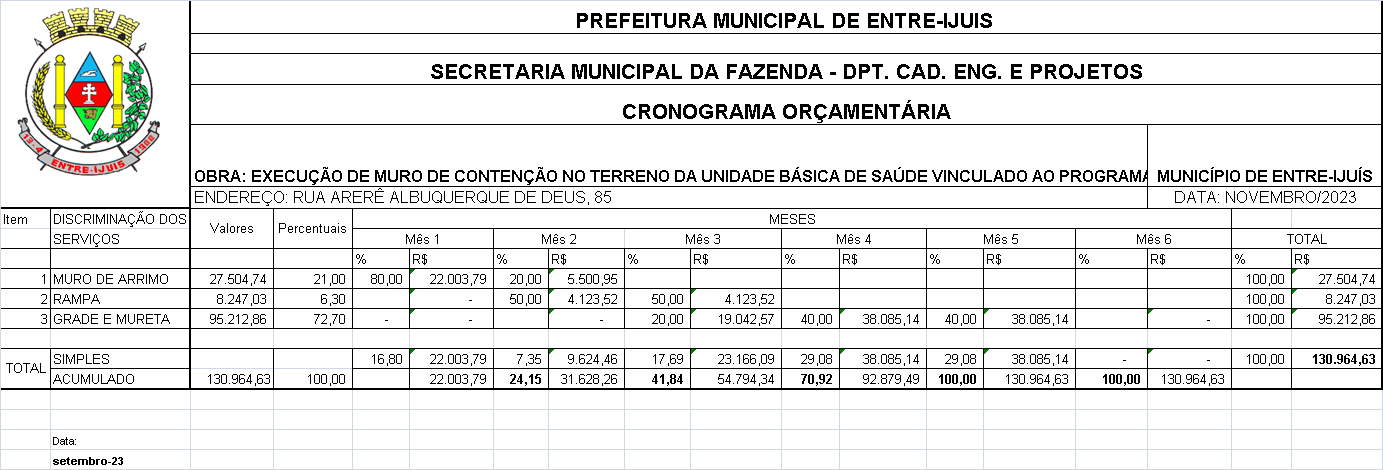 PREFEITURA MUNICIPAL DE ENTRE-IJUIS
SECRETARIA MUNICIPAL DA FAZENDA - DPT. CAD. ENG. E PROJETOS
CRONOGRAMA ORÇAMENTÁRIA
13-4 ENTRE-IJUIS 1988
OBRA: EXECUÇÃO DE MURO DE CONTENÇÃO NO TERRENO DA UNIDADE BÁSICA DE SAÚDE VINCULADO AO PROGRAMA MUNICÍPIO DE ENTRE-IJUÍS
ENDEREÇO: RUA ARERÊ ALBUQUERQUE DE DEUS, 85 DATA: NOVEMBRO/2023
Item DISCRIMINAÇÃO DOS SERVIÇOS Valores Percentuais MESES
Mês 1 Mês 2 Mês 3 Mês 4 Mês 5 Mês 6 TOTAL
% R$ % R$ % R$ % R$ % R$ % R$ % R$
1 MURO DE ARRIMO 27.504,74 21,00 80,00 22.003,79 20,00 5.500,95 100,00 27.504,74
2 RAMPA 8.247,03 6,30 - 50,00 4.123,52 50,00 4.123,52 100,00 8.247,03
3 GRADE E MURETA 95.212,86 72,70 - - - 20,00 19.042,57 40,00 38.085,14 40,00 38.085,14 - 100,00 95.212,86
TOTAL
SIMPLES 16,80 22.003,79 7,35 9.624,46 17,69 23.166,09 29,08 38.085,14 29,08 38.085,14 - - 100,00 130.964,63
ACUMULADO 130.964,63 100,00 22.003,79 24,15 31.628,26 41,84 54.794,34 70,92 92.879,49 100,00 130.964,63 100,00 130.964,63
Data:
setembro-23